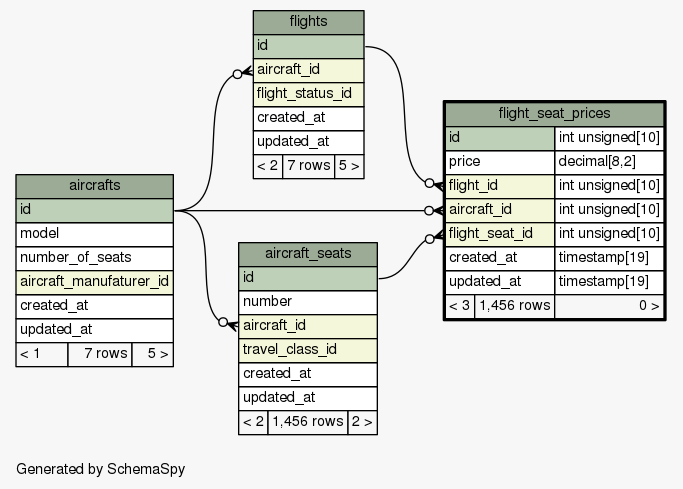 flights
id
aircraft_id
flight_status_id
created_at
updated_at
< 2 7 rows 5 >
flight_seat_prices
id int unsigned[10]
price decimal[8,2]
flight_id int unsigned[10]
aircraft_id int unsigned[10]
flight_seat_id int unsigned[10]
created_at timestamp[19]
updated_at timestamp[19]
< 3 1,456 rows 0 >
aircrafts
id
model
number_of_seats
aircraft_manufaturer_id
created_at
updated_at
< 1 7 rows 5 >
aircraft_seats
id
number
aircraft_id
travel_class_id
created_at
updated_at
< 2 1,456 rows 2 >
Generated by SchemaSpy